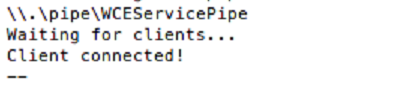 \\.\pipe\WCEServicePipe
Waiting for clients...
Client connected!
--